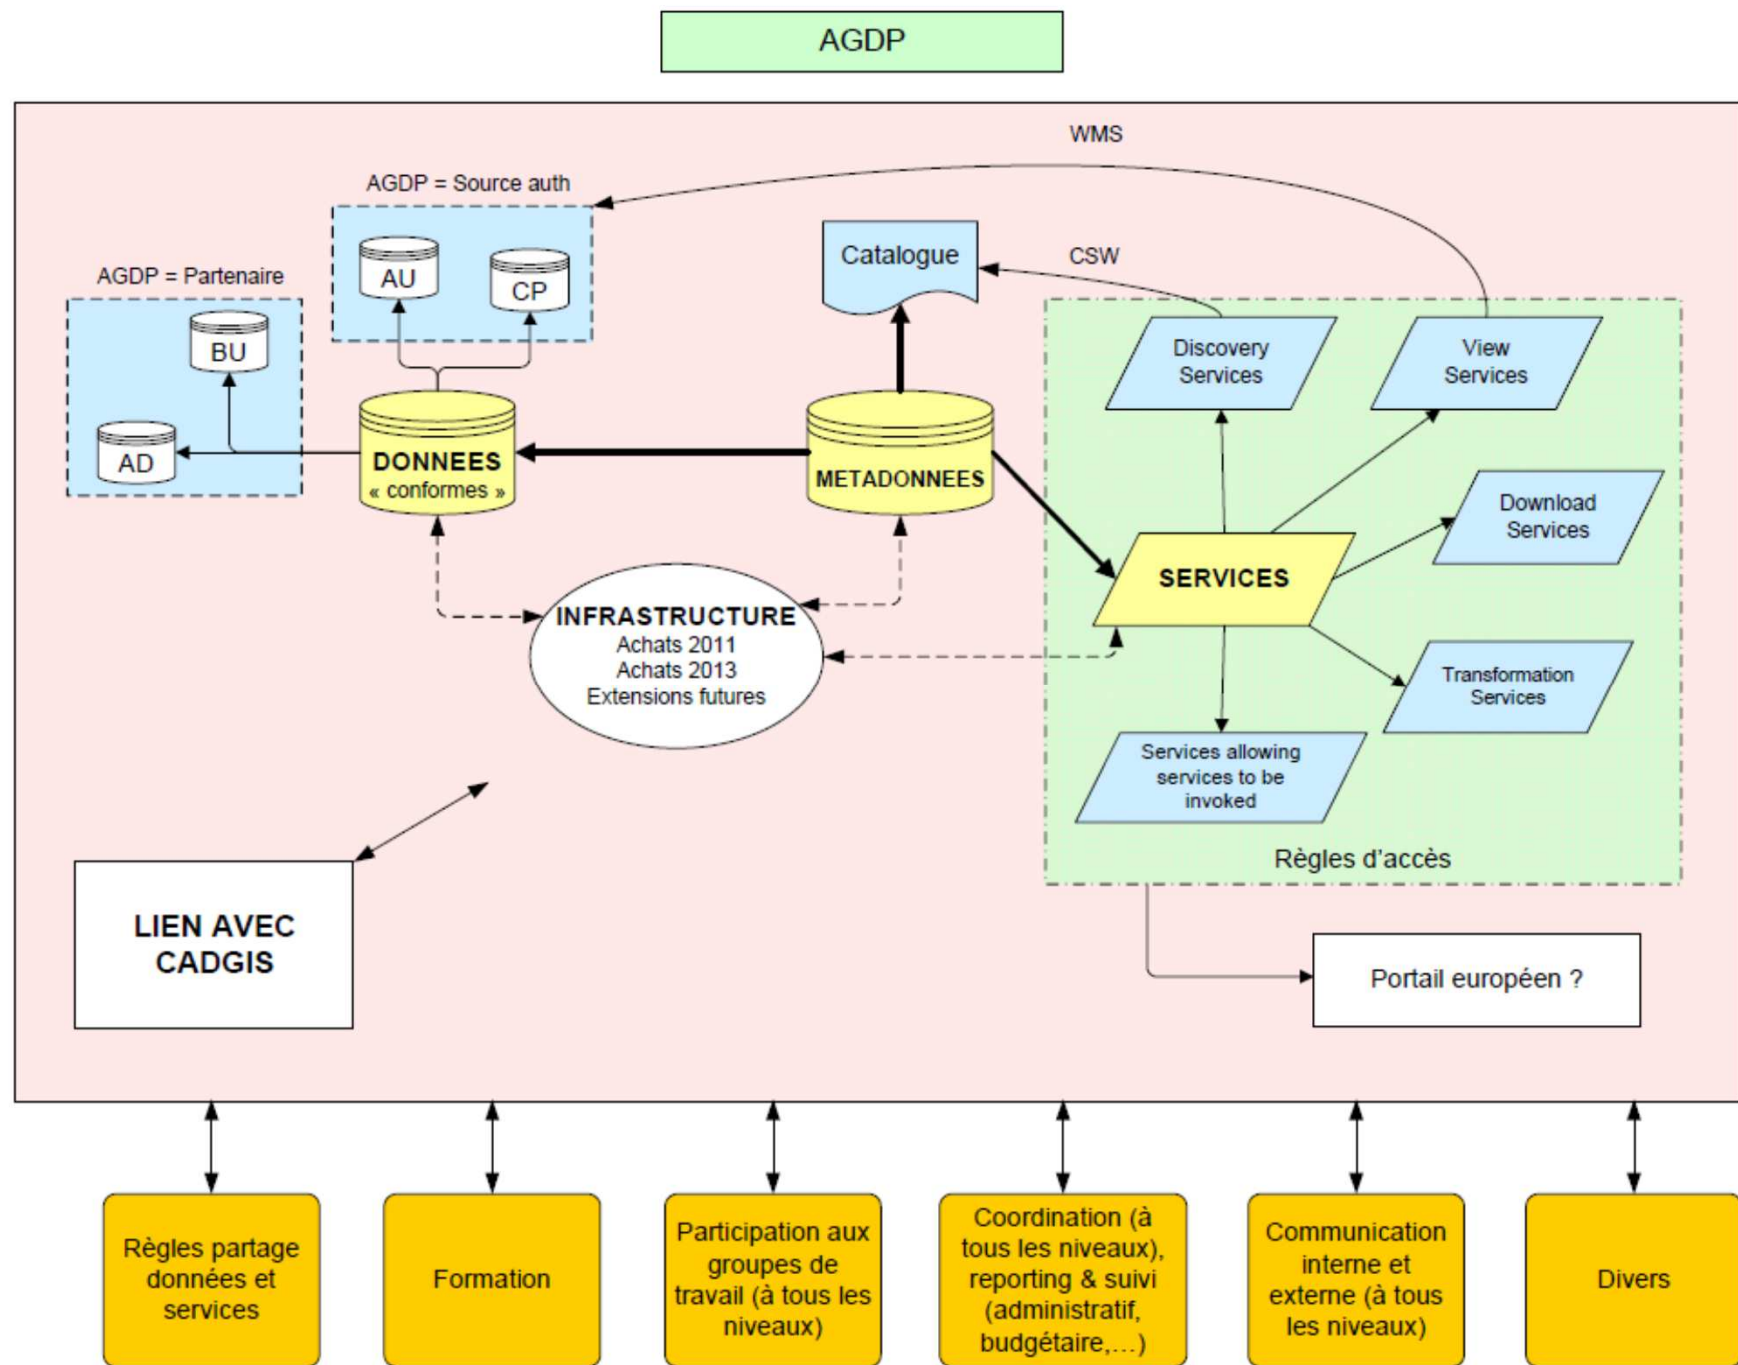 AGDP
WMS
AGDP = Source auth
AU
CP
Catalogue
CSW
AGDP = Partenaire
BU
AD
DONNEES
« conformes »
METADONNEES
Discovery
Services
View
Services
Download
Services
SERVICES
Transformation
Services
Services allowing
services to be
invoked
Règles d'accès
INFRASTRUCTURE
Achats 2011
Achats 2013
Extensions futures
LIEN AVEC
CADGIS
Portail européen ?
Règles partage
données et
services
Formation
Participation aux
groupes de
travail (à tous les
niveaux)
Coordination (à
tous les niveaux),
reporting & suivi
(administratif,
budgétaire,…)
Communication
interne et
externe (à tous
les niveaux)
Divers